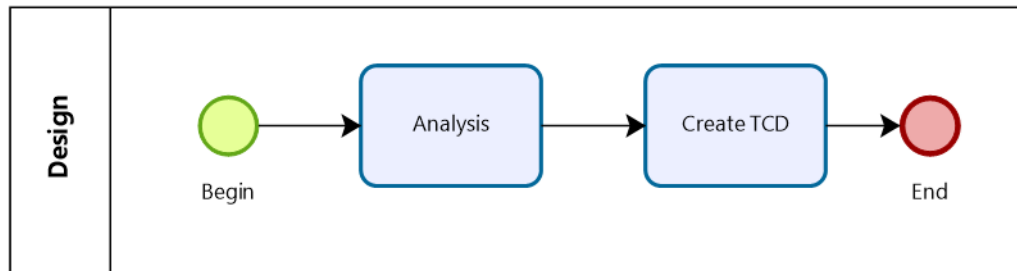 Design
Analysis
Create TCD
Begin
End